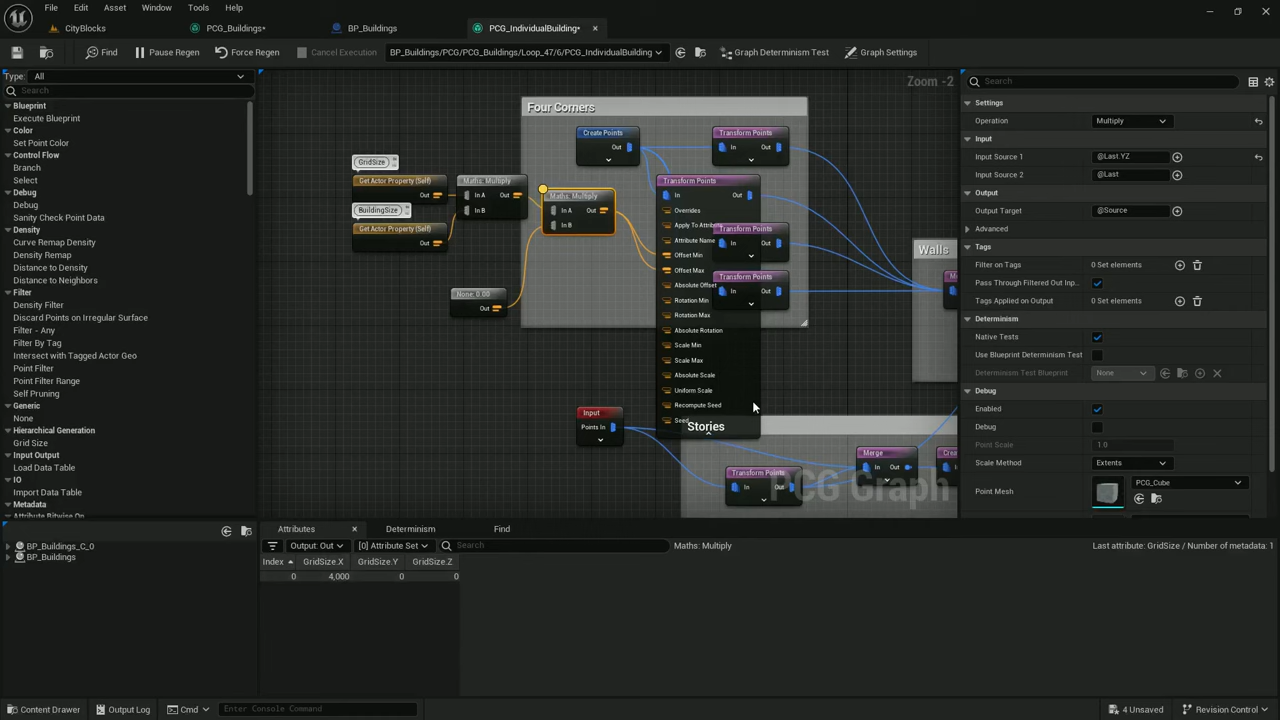 File Edit Asset Window Tools Help
CityBlocks PCG_Buildings* BP_Buildings PCG_IndividualBuilding*
Find Pause Regen Force Regen Cancel Execution BP_Buildings/PCG/PCG_Buildings/Loop_47/6/PCG_IndividualBuilding Graph Determinism Test Graph Settings
Type: All
Search
Blueprint
Execute Blueprint
Color
Set Point Color
Control Flow
Branch
Select
Debug
Debug
Sanity Check Point Data
Density
Curve Remap Density
Density Remap
Distance to Density
Distance to Neighbors
Filter
Density Filter
Discard Points on Irregular Surface
Filter - Any
Filter By Tag
Intersect with Tagged Actor Geo
Point Filter
Point Filter Range
Self Pruning
Generic
None
Hierarchical Generation
Grid Size
Input Output
Load Data Table
IO
Import Data Table
Metadata
Attribute Bitwise Op
BP_Buildings_C_0
BP_Buildings
Zoom -2
Four Corners
Create Points
Out
Transform Points
In Out
GridSize
Get Actor Property (Self)
Out
BuildingSize
Get Actor Property (Self)
Out
Maths: Multiply
In A Out
In B
Maths: Multiply
In A Out
In B
None: 0.00
Out
Transform Points
In Out
Overrides
Apply To Attribu
Attribute Name
Offset Min
Offset Max
Absolute Offset
Rotation Min
Rotation Max
Absolute Rotation
Scale Min
Scale Max
Absolute Scale
Uniform Scale
Recompute Seed
Seed
Transform Points
In Out
Transform Points
In Out
Walls
Input
Points In
Stories
Transform Points
In Out
Merge
In Out
Crea
In
PCG Graph
Search
Settings
Operation Multiply
Input
Input Source 1 @Last.YZ
Input Source 2 @Last
Output
Output Target @Source
Advanced
Tags
Filter on Tags 0 Set elements
Pass Through Filtered Out Inp...
Tags Applied on Output 0 Set elements
Determinism
Native Tests
Use Blueprint Determinism Test
Determinism Test Blueprint None
Debug
Enabled
Debug
Point Scale 1.0
Scale Method Extents
Point Mesh PCG_Cube
Attributes Determinism Find
Output: Out [0] Attribute Set Search Maths: Multiply Last attribute: GridSize / Number of metadata: 1
Index GridSize.X GridSize.Y GridSize.Z
0 4,000 0 0
Content Drawer Output Log Cmd Enter Console Command 4 Unsaved Revision Control